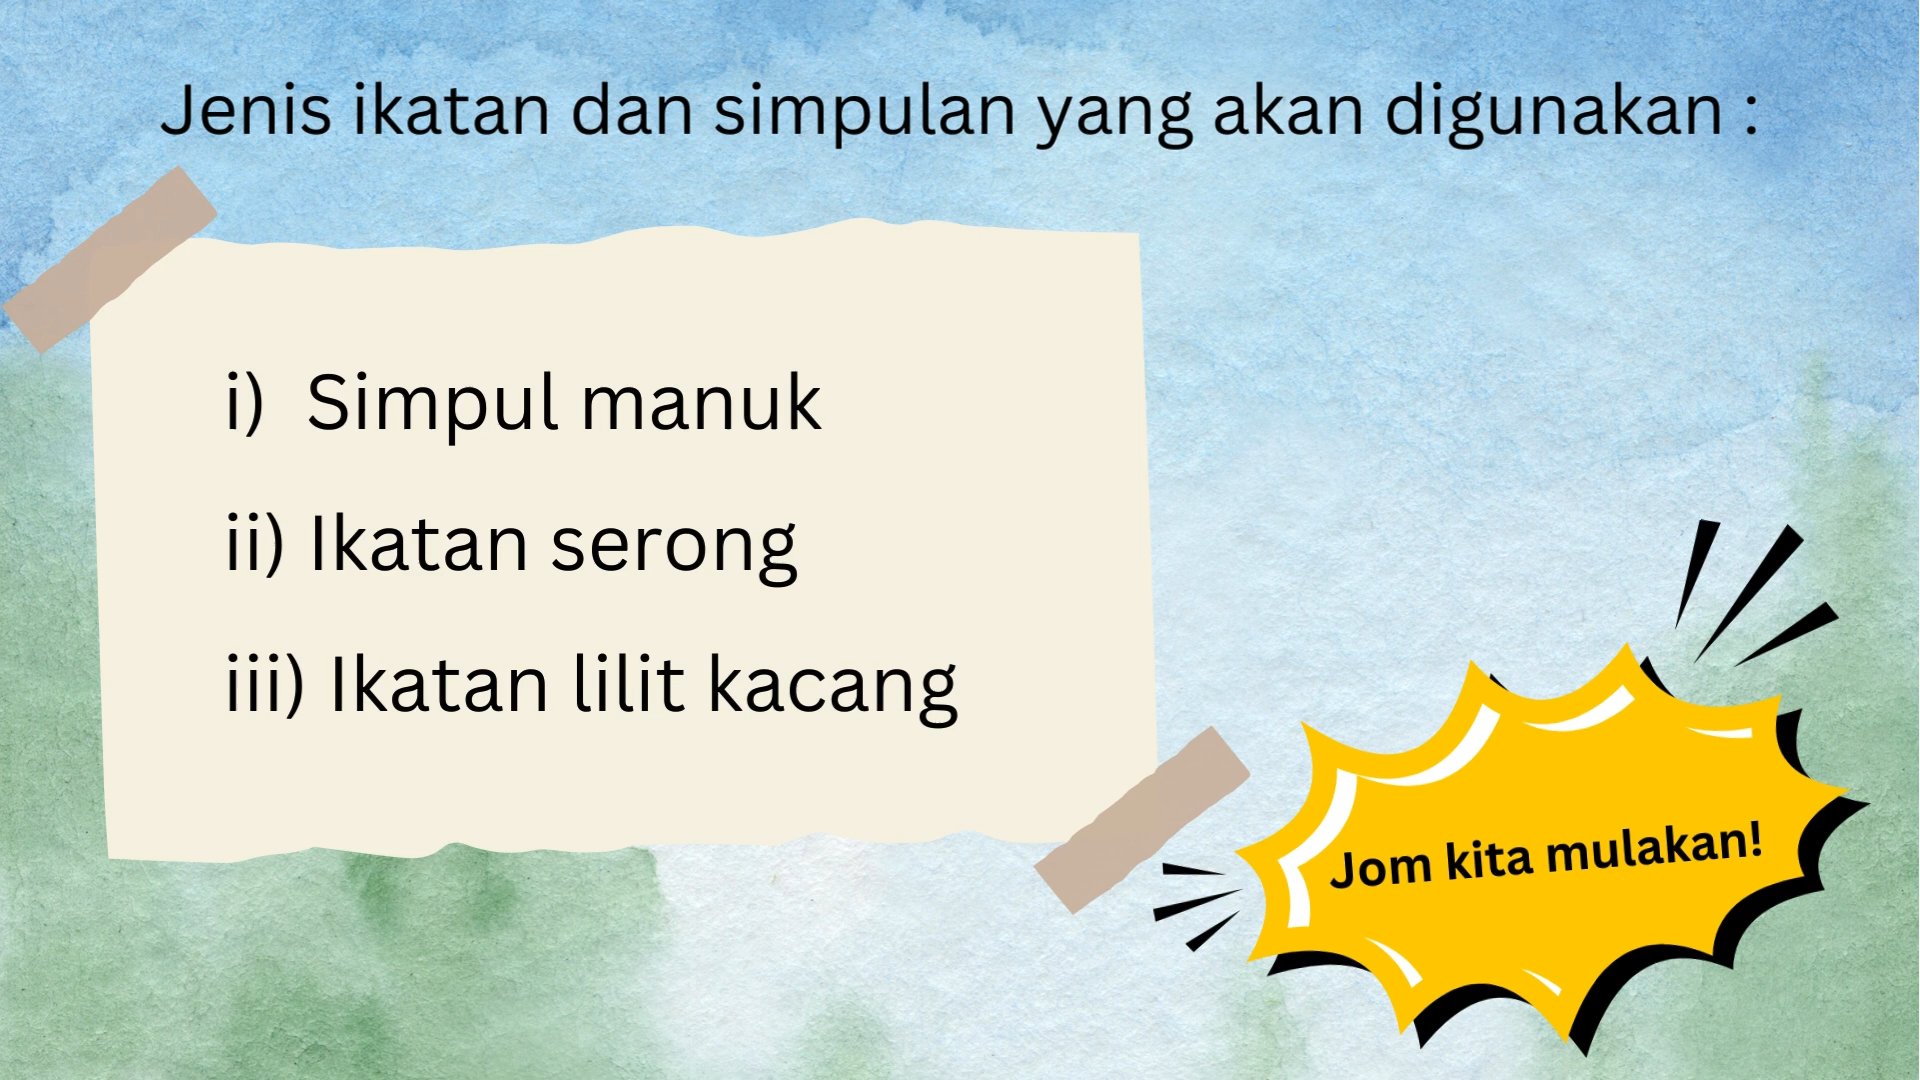 Jenis ikatan dan simpulan yang akan digunakan :
i) Simpul manuk
ii) Ikatan serong
iii) Ikatan lilit kacang
Jom kita mulakan!